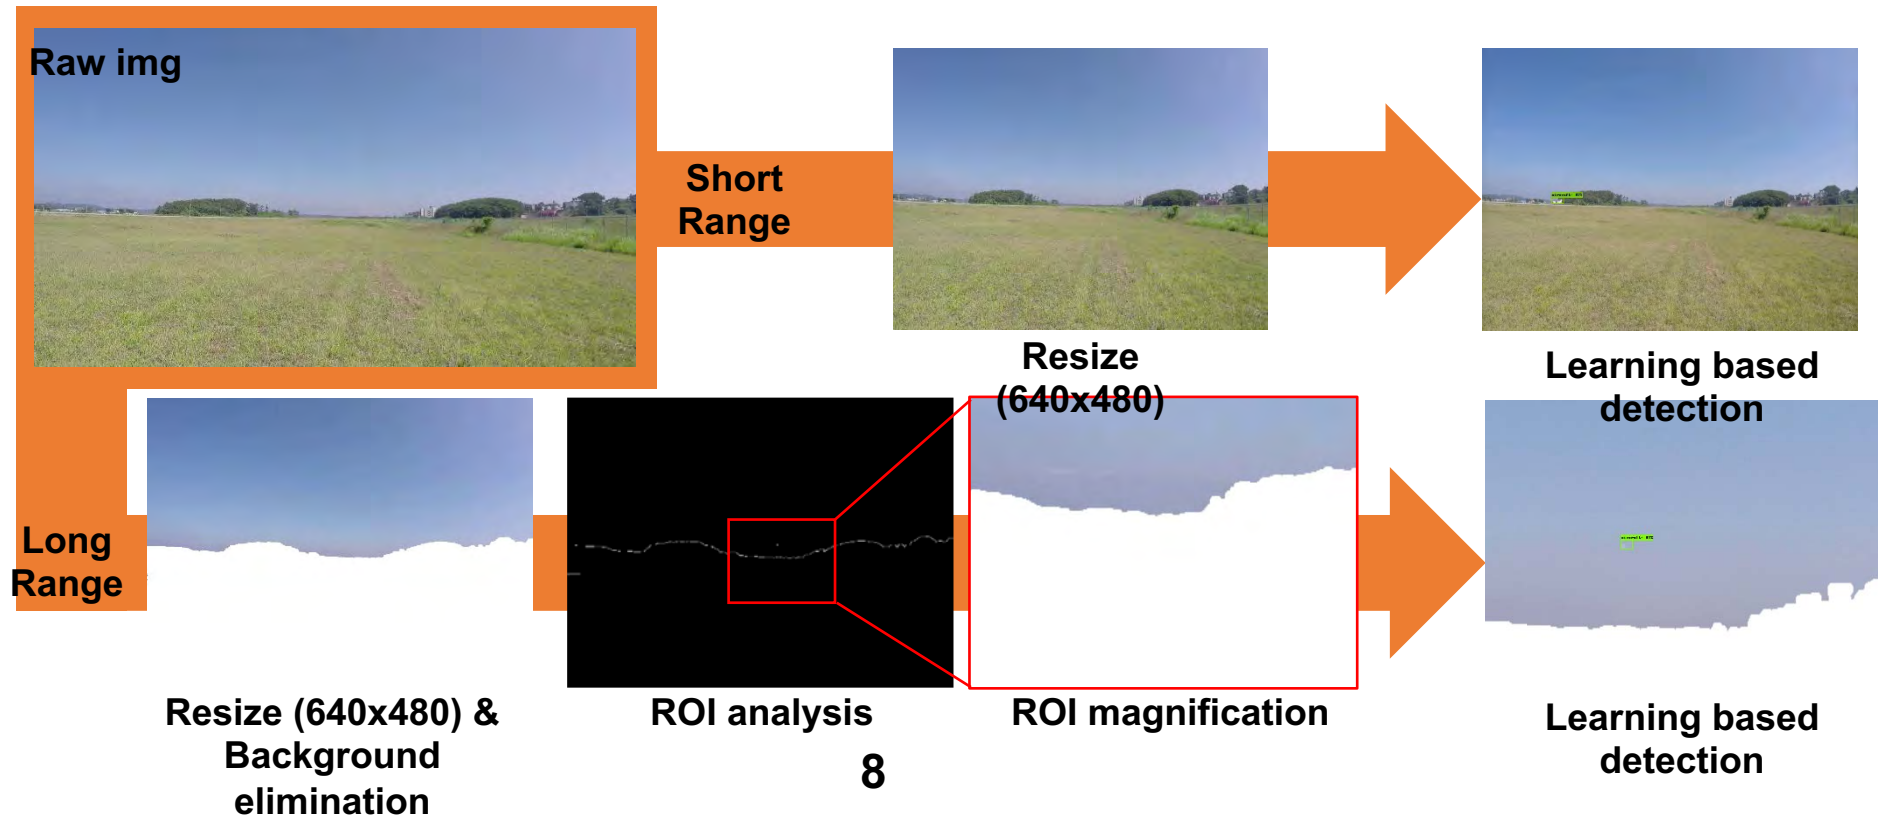 Raw img
Short
Range
Resize
(640x480)
Learning based
detection
Long
Range
Resize (640x480) &
Background
elimination
ROI analysis
ROI magnification
Learning based
detection
8